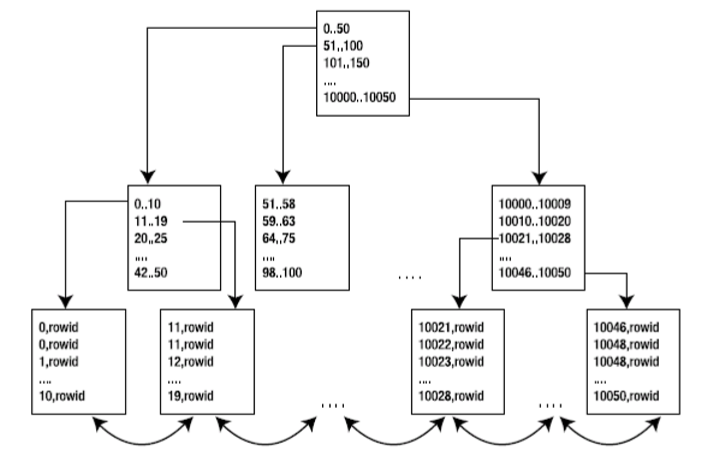 0..50
51,,100
101,,150
....
10000..10050
0..10
11..19
20,,25
....
42..50
51..58
59..63
64,,75
....
98..100
....
10000..10009
10010..10020
10021,,10028
....
10046..10050
0,rowid
0,rowid
1,rowid
....
10,rowid
11,rowid
11,rowid
12,rowid
....
19,rowid
....
10021,rowid
10022,rowid
10023,rowid
....
10028,rowid
....
10046,rowid
10048,rowid
10048,rowid
....
10050,rowid